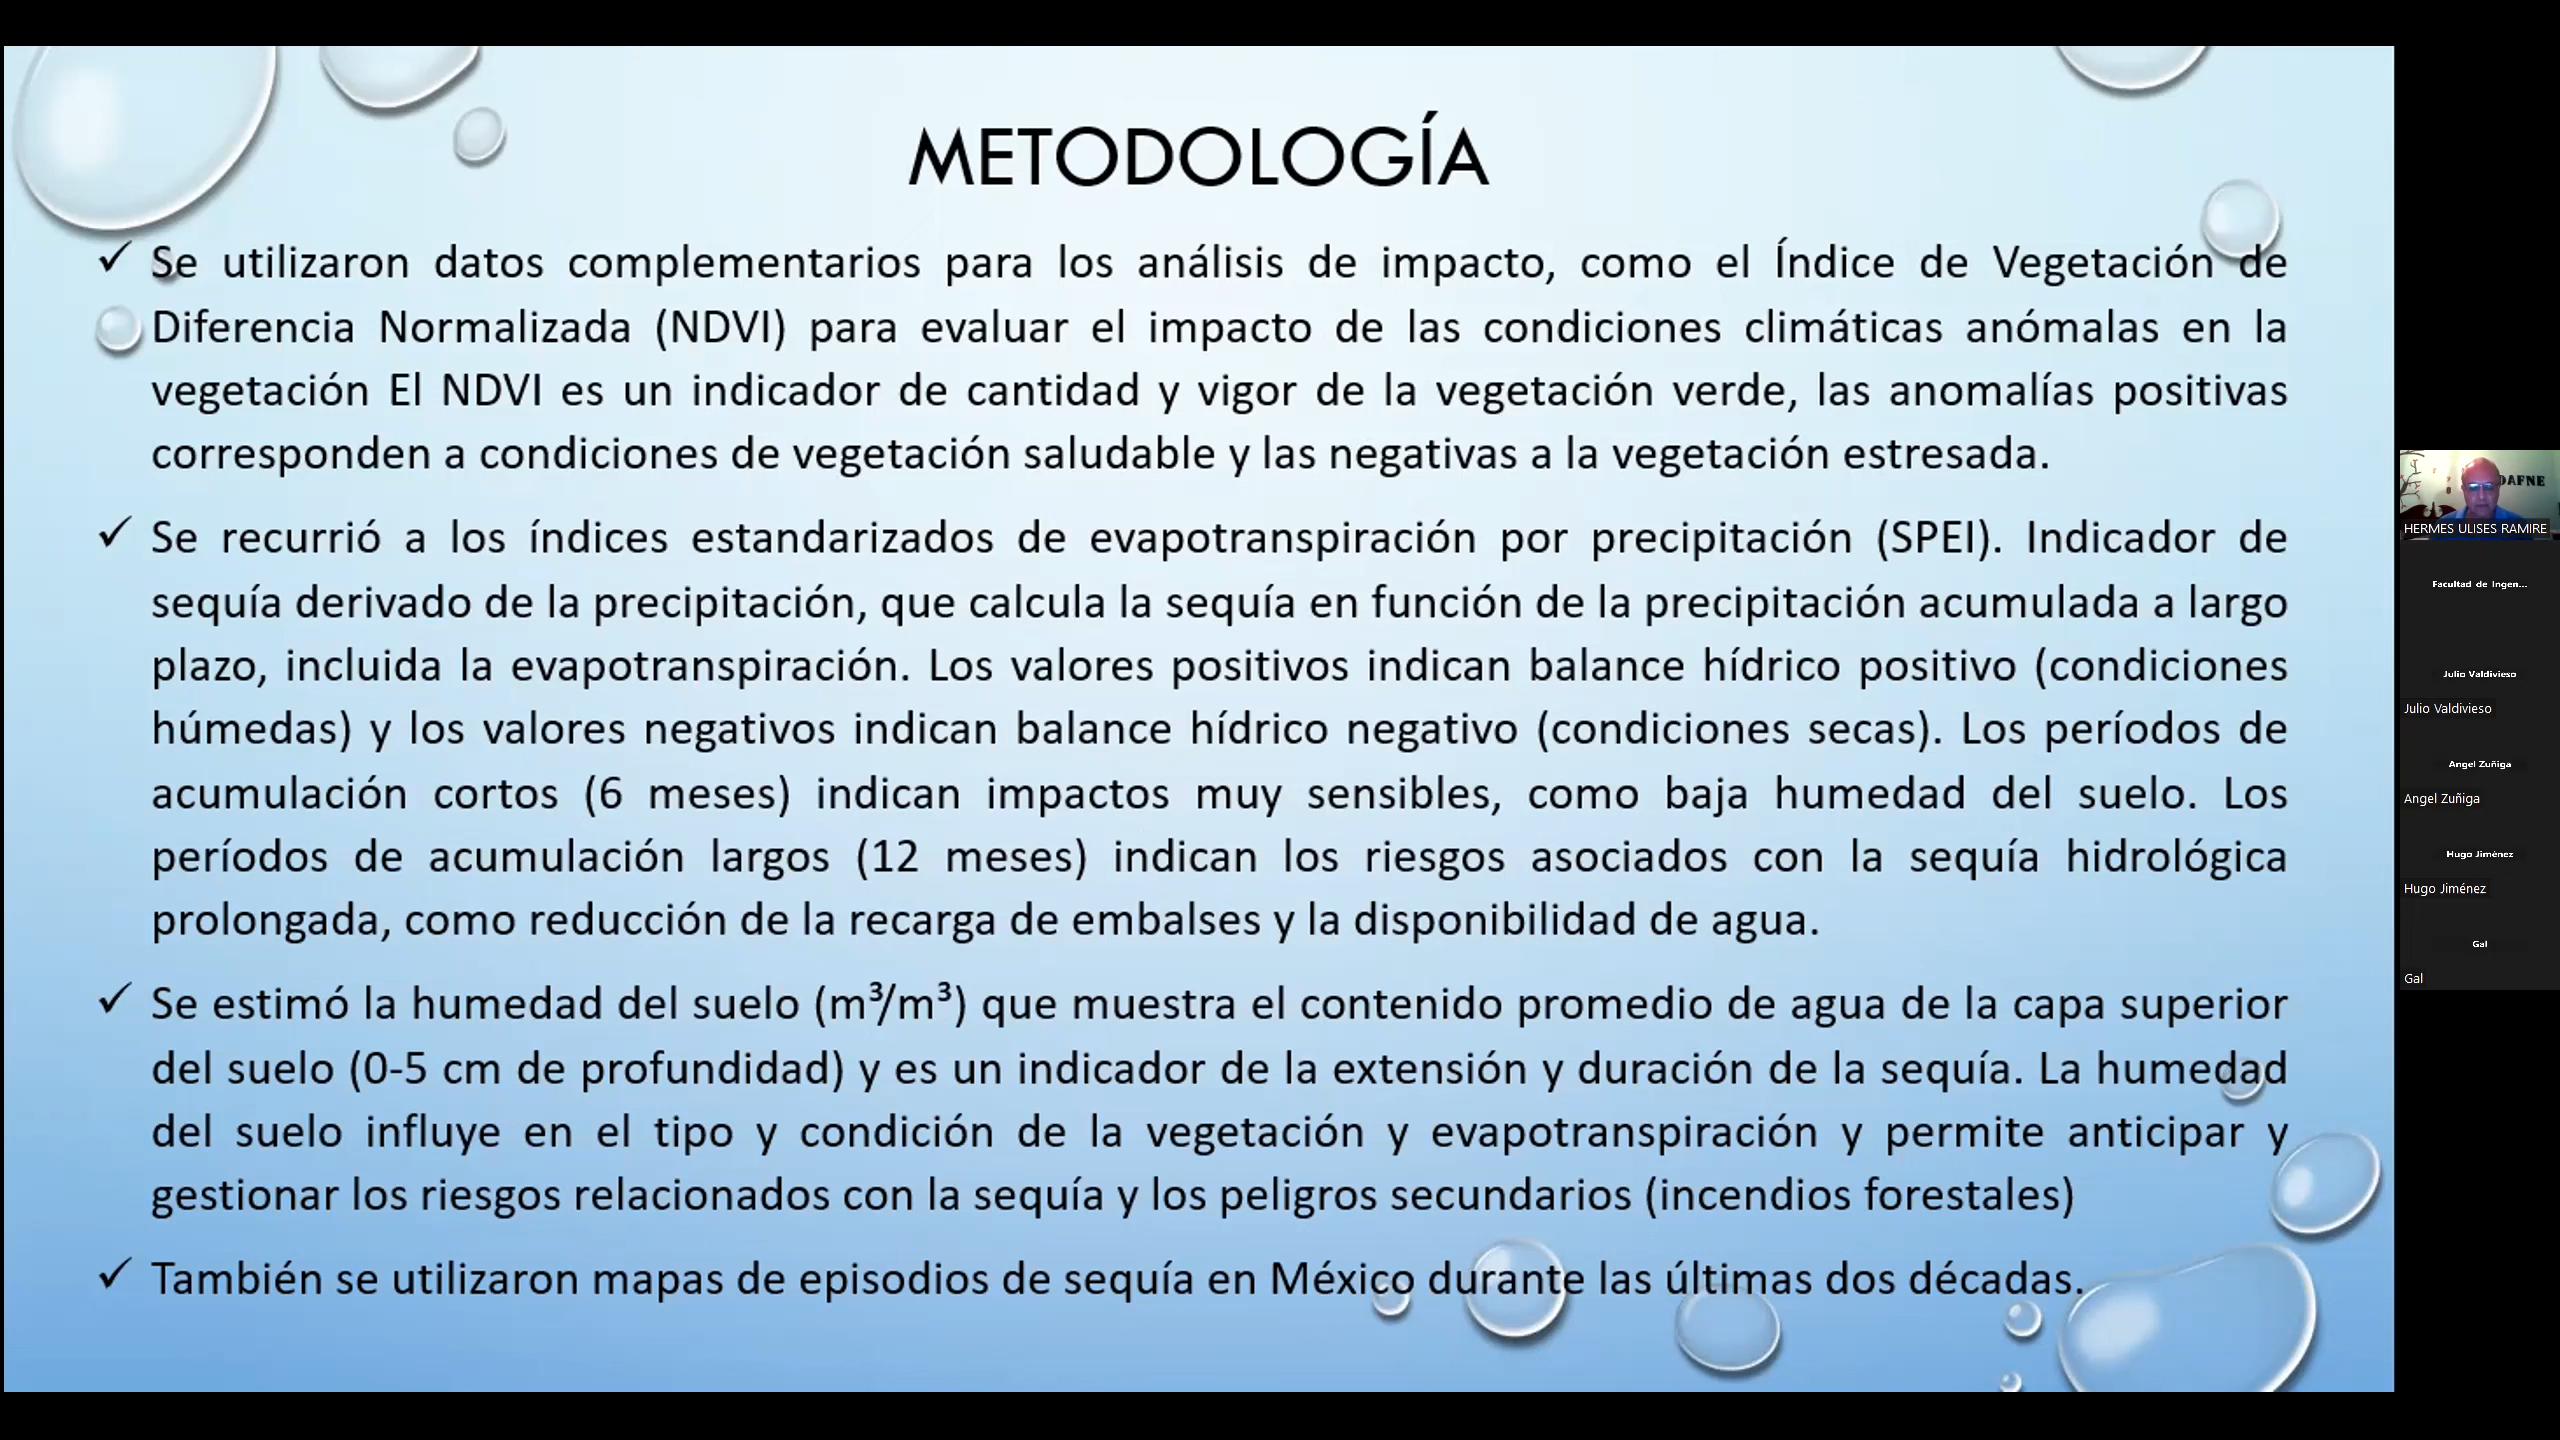 METODOLOGÍA
✓ Se utilizaron datos complementarios para los análisis de impacto, como el Índice de Vegetación de
Diferencia Normalizada (NDVI) para evaluar el impacto de las condiciones climáticas anómalas en la
vegetación El NDVI es un indicador de cantidad y vigor de la vegetación verde, las anomalías positivas
corresponden a condiciones de vegetación saludable y las negativas a la vegetación estresada.
✓ Se recurrió a los índices estandarizados de evapotranspiración por precipitación (SPEI). Indicador de
sequía derivado de la precipitación, que calcula la sequía en función de la precipitación acumulada a largo
plazo, incluida la evapotranspiración. Los valores positivos indican balance hídrico positivo (condiciones
húmedas) y los valores negativos indican balance hídrico negativo (condiciones secas). Los períodos de
acumulación cortos (6 meses) indican impactos muy sensibles, como baja humedad del suelo. Los
períodos de acumulación largos (12 meses) indican los riesgos asociados con la sequía hidrológica
prolongada, como reducción de la recarga de embalses y la disponibilidad de agua.
✓ Se estimó la humedad del suelo (m³/m³) que muestra el contenido promedio de agua de la capa superior
del suelo (0-5 cm de profundidad) y es un indicador de la extensión y duración de la sequía. La humedad
del suelo influye en el tipo y condición de la vegetación y evapotranspiración y permite anticipar y
gestionar los riesgos relacionados con la sequía y los peligros secundarios (incendios forestales)
✓ También se utilizaron mapas de episodios de sequía en México durante las últimas dos décadas.
DAFNE
HERMES ULISES RAMIRE
Facultad de Ingen...
Julio Valdivieso
Julio Valdivieso
Angel Zuñiga
Angel Zuñiga
Hugo Jiménez
Hugo Jiménez
Gal
Gal